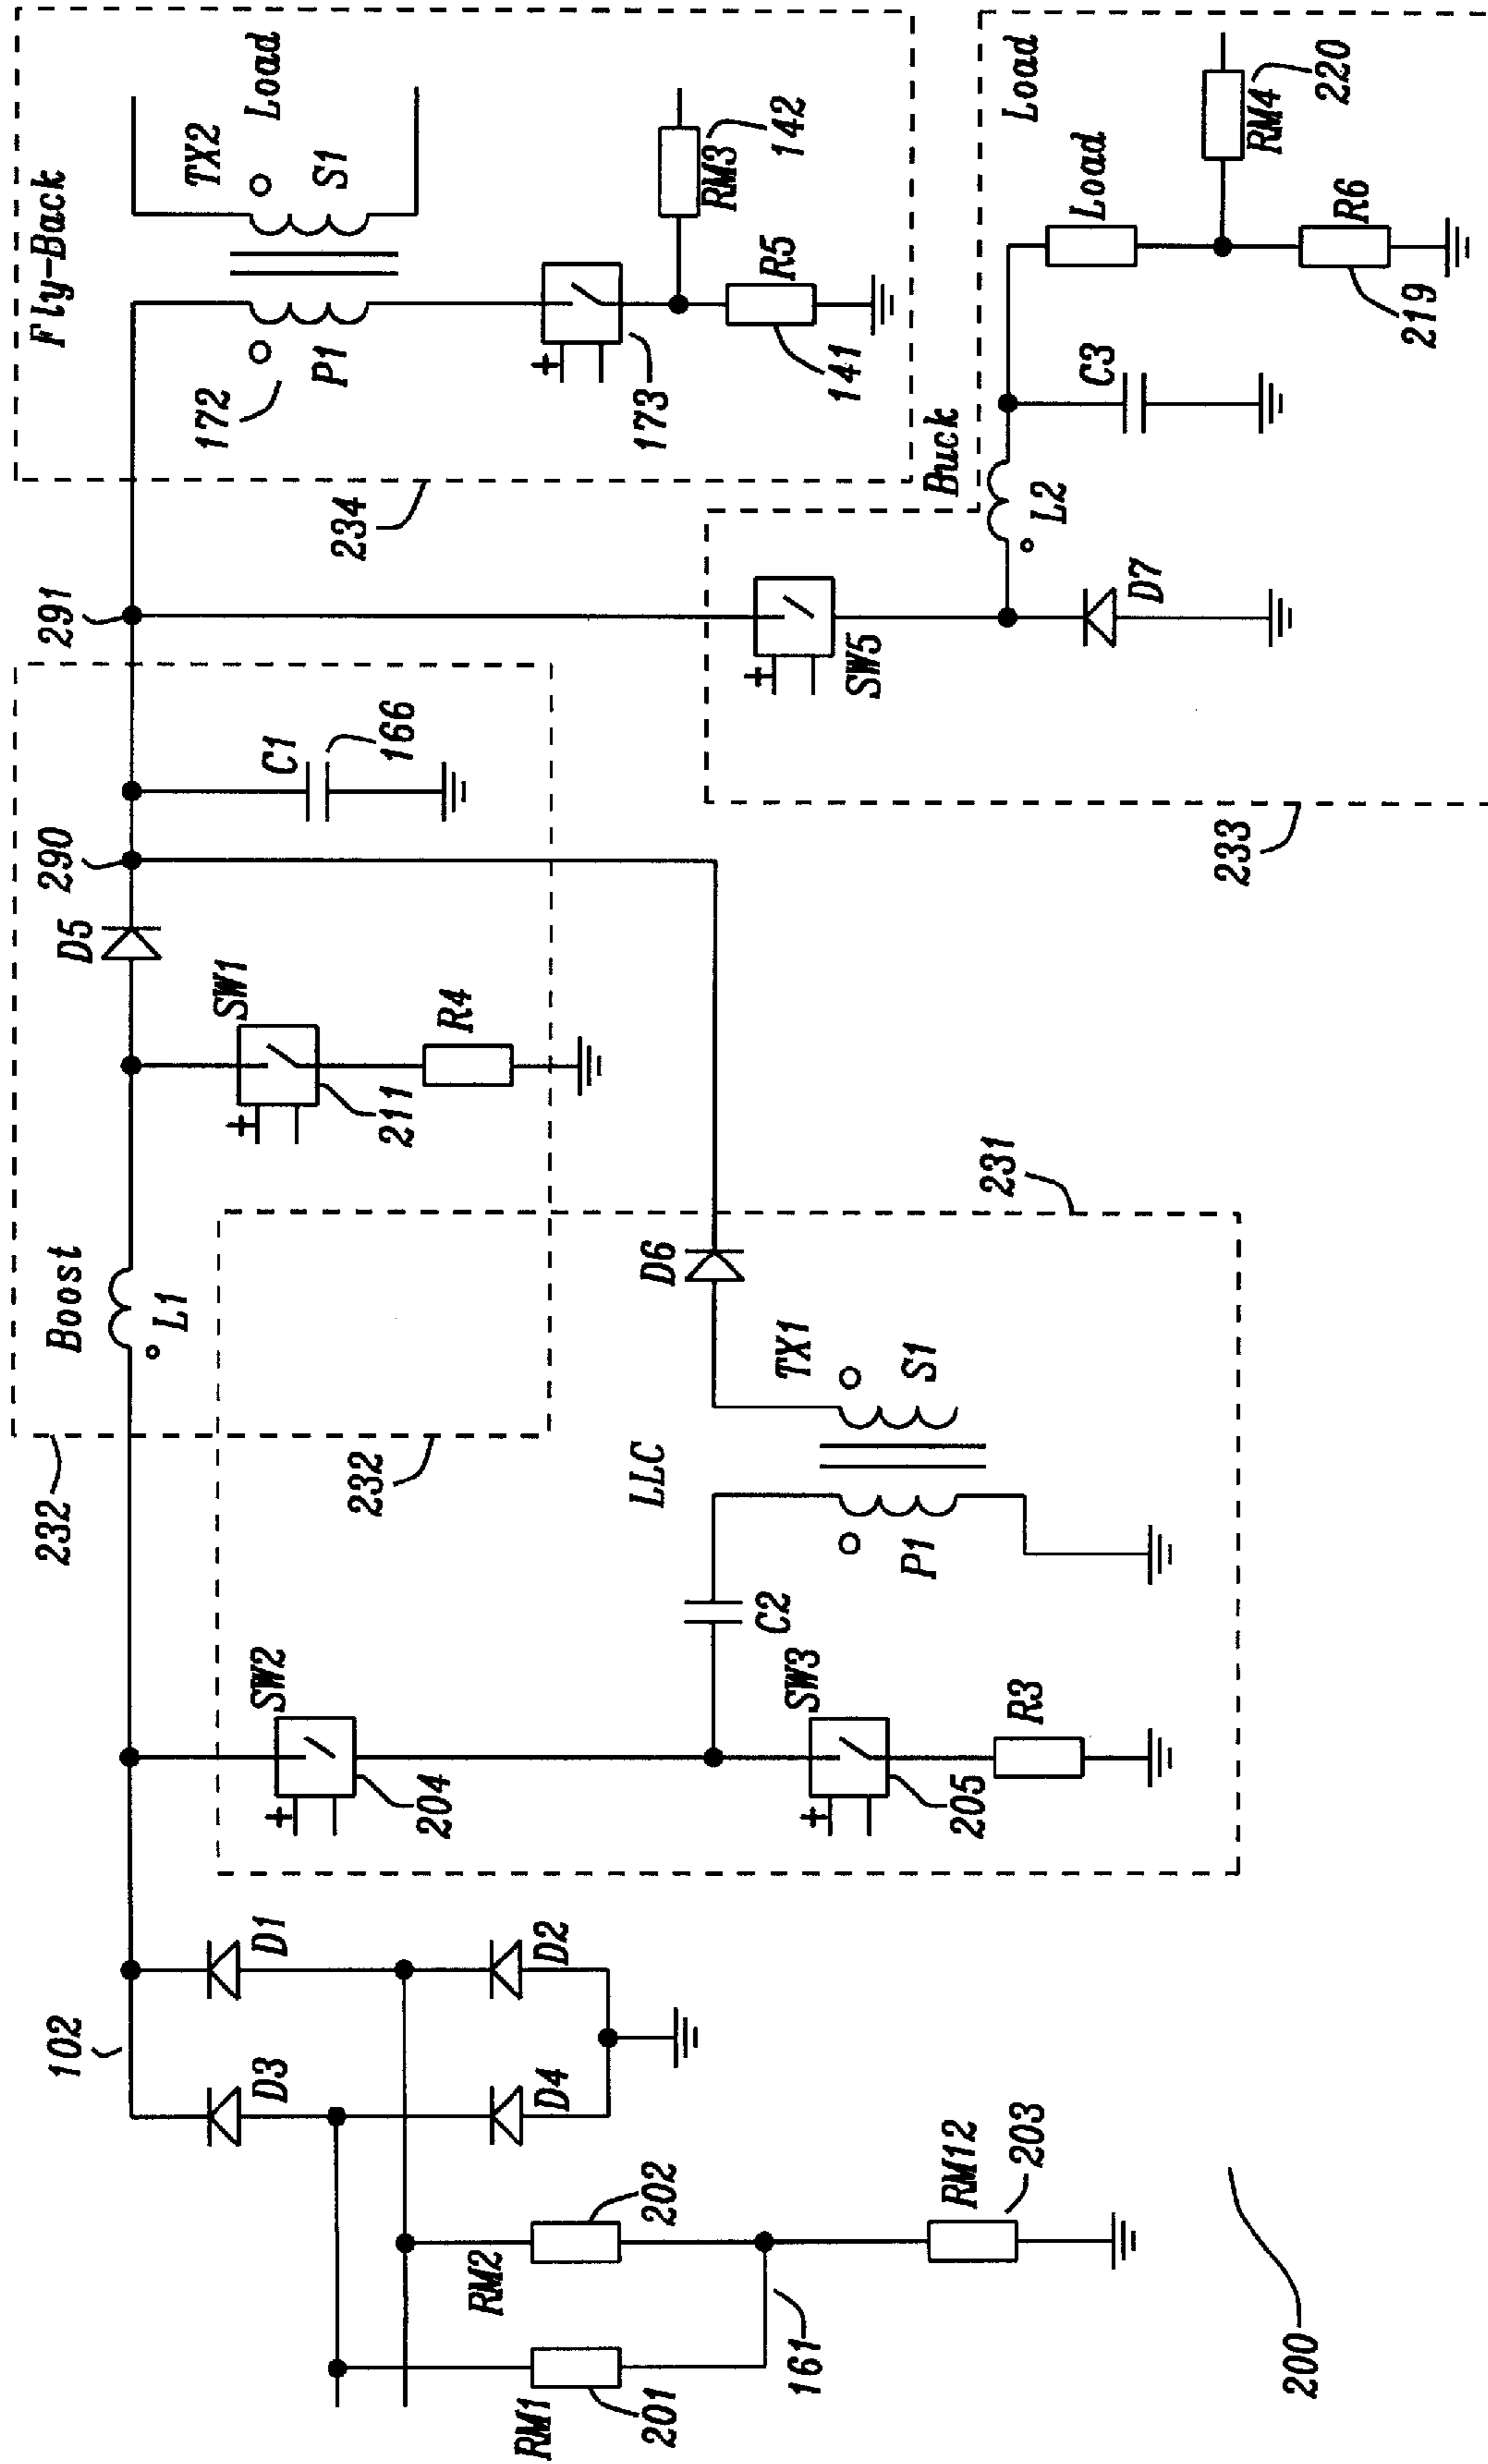 Fly-Back
TX2
Load
S1
172
P1
RM3
142
R5
141
173
234
Load
Load
RM4
220
R6
219
C3
Buck
L2
D7
SW5
233
291
C1
166
290
D5
SW1
R4
211
Boost
L1
232
232
231
D6
TX1
S1
LLC
P1
C2
SW2
204
SW3
205
R3
102
D1
D2
D3
D4
RM2
202
RM12
203
RM1
201
161
200